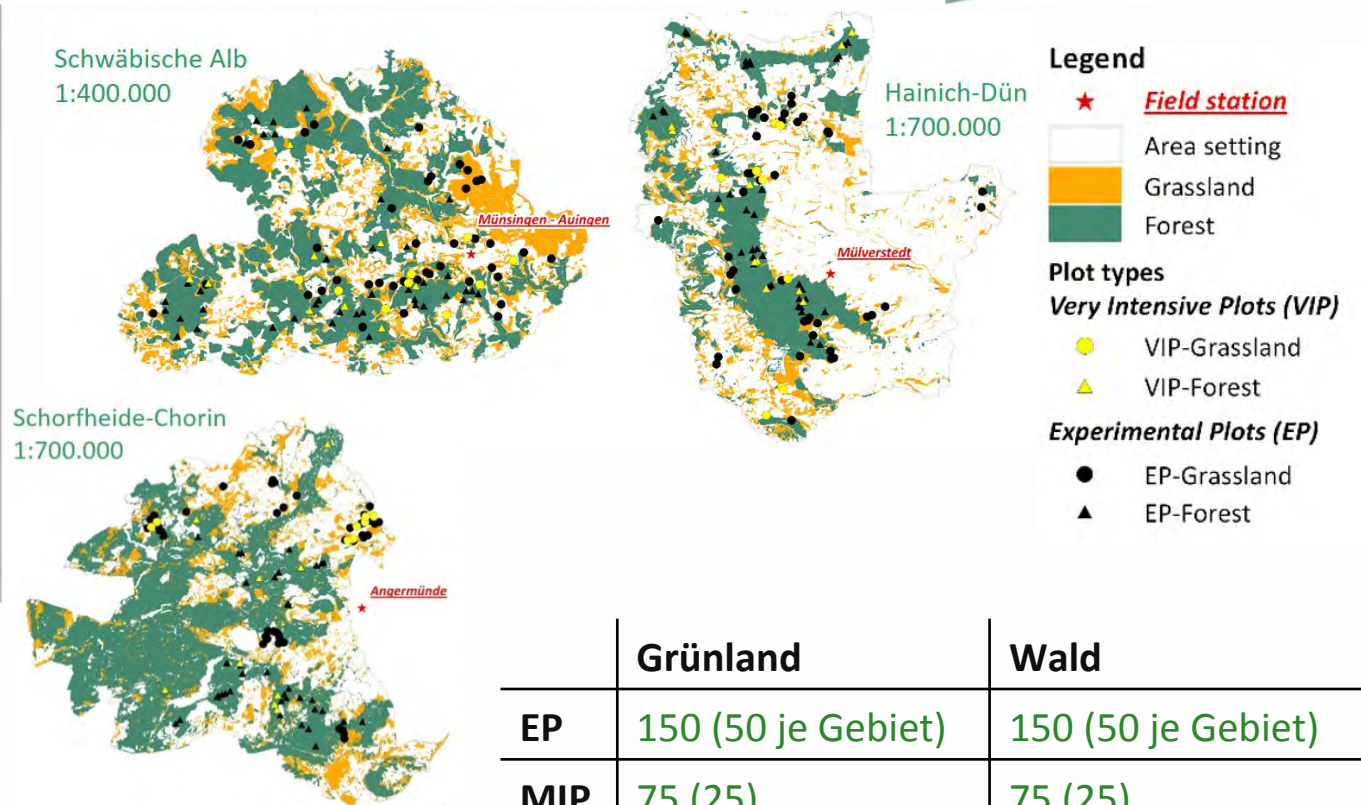 Schwäbische Alb
1:400.000
Münsingen - Auingen
Hainich-Dün
1:700.000
Mülverstedt
Schorfheide-Chorin
1:700.000
Angermünde
Legend
Field station
Area setting
Grassland
Forest
Plot types
Very Intensive Plots (VIP)
VIP-Grassland
VIP-Forest
Experimental Plots (EP)
EP-Grassland
EP-Forest
Grünland Wald
EP 150 (50 je Gebiet) 150 (50 je Gebiet)
MIP 75 (25) 75 (25)